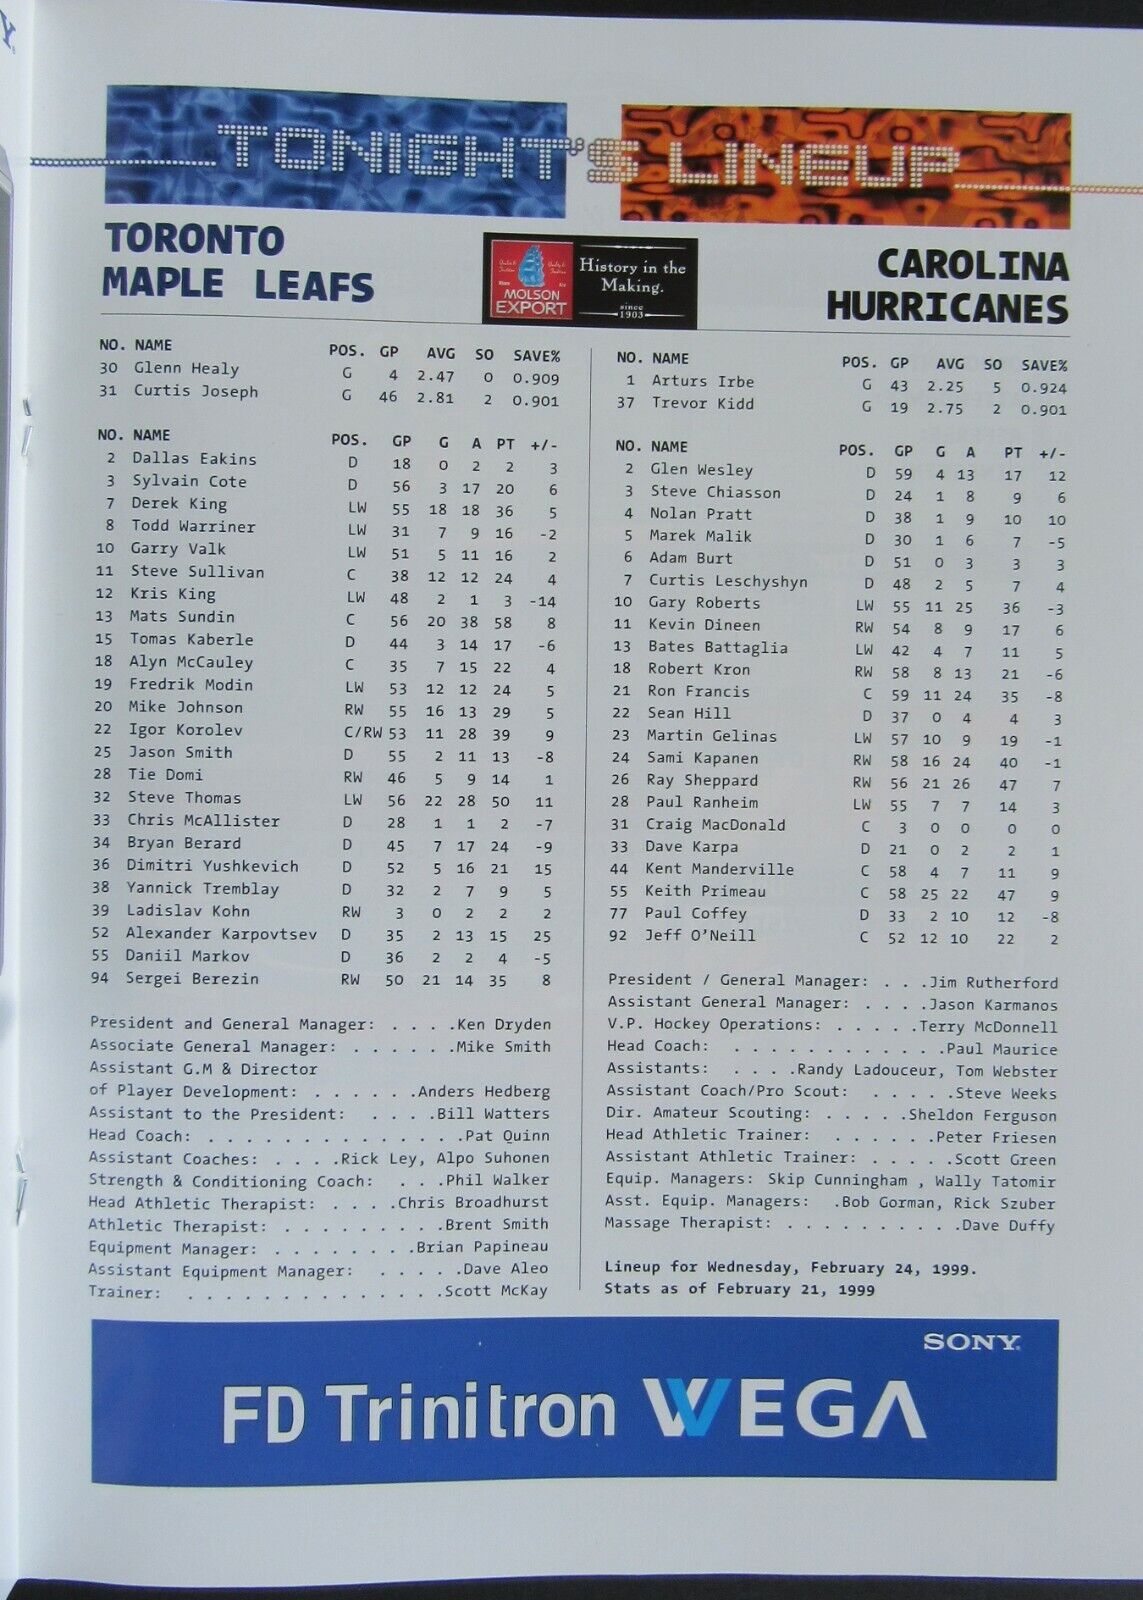 TONIGHT'S LINEUP
TORONTO
MAPLE LEAFS
MOLSON
EXPORT
History in the
Making.
since
1903
CAROLINA
HURRICANES
NO. NAME POS. GP AVG SO SAVE%
30 Glenn Healy G 4 2.47 0 0.909
31 Curtis Joseph G 46 2.81 2 0.901
NO. NAME POS. GP G A PT +/-
2 Dallas Eakins D 18 0 2 2 3
3 Sylvain Cote D 56 3 17 20 6
7 Derek King LW 55 18 18 36 5
8 Todd Warriner LW 31 7 9 16 -2
10 Garry Valk LW 51 5 11 16 2
11 Steve Sullivan C 38 12 12 24 4
12 Kris King LW 48 2 1 3 -14
13 Mats Sundin C 56 20 38 58 8
15 Tomas Kaberle D 44 3 14 17 -6
18 Alyn McCauley C 35 7 15 22 4
19 Fredrik Modin LW 53 12 12 24 5
20 Mike Johnson RW 55 16 13 29 5
22 Igor Korolev C/RW 53 11 28 39 9
25 Jason Smith D 55 2 11 13 -8
28 Tie Domi RW 46 5 9 14 1
32 Steve Thomas LW 56 22 28 50 11
33 Chris McAllister D 28 1 1 2 -7
34 Bryan Berard D 45 7 17 24 -9
36 Dimitri Yushkevich D 52 5 16 21 15
38 Yannick Tremblay D 32 2 7 9 5
39 Ladislav Kohn RW 3 0 2 2 2
52 Alexander Karpovtsev D 35 2 13 15 25
55 Daniil Markov D 36 2 2 4 -5
94 Sergei Berezin RW 50 21 14 35 8
President and General Manager: . . . .Ken Dryden
Associate General Manager: . . . . . .Mike Smith
Assistant G.M & Director
of Player Development: . . . . . .Anders Hedberg
Assistant to the President: . . . .Bill Watters
Head Coach: . . . . . . . . . . . . . .Pat Quinn
Assistant Coaches: . . . .Rick Ley, Alpo Suhonen
Strength & Conditioning Coach: . . .Phil Walker
Head Athletic Therapist: . . . .Chris Broadhurst
Athletic Therapist: . . . . . . . . .Brent Smith
Equipment Manager: . . . . . . . .Brian Papineau
Assistant Equipment Manager: . . . . .Dave Aleo
Trainer: . . . . . . . . . . . . . .Scott McKay
NO. NAME POS. GP AVG SO SAVE%
1 Arturs Irbe G 43 2.25 5 0.924
37 Trevor Kidd G 19 2.75 2 0.901
NO. NAME POS. GP G A PT +/-
2 Glen Wesley D 59 4 13 17 12
3 Steve Chiasson D 24 1 8 9 6
4 Nolan Pratt D 38 1 9 10 10
5 Marek Malik D 30 1 6 7 -5
6 Adam Burt D 51 0 3 3 3
7 Curtis Leschyshyn D 48 2 5 7 4
10 Gary Roberts LW 55 11 25 36 -3
11 Kevin Dineen RW 54 8 9 17 6
13 Bates Battaglia LW 42 4 7 11 5
18 Robert Kron RW 58 8 13 21 -6
21 Ron Francis C 59 11 24 35 -8
22 Sean Hill D 37 0 4 4 3
23 Martin Gelinas LW 57 10 9 19 -1
24 Sami Kapanen RW 58 16 24 40 -1
26 Ray Sheppard RW 56 21 26 47 7
28 Paul Ranheim LW 55 7 7 14 3
31 Craig MacDonald C 3 0 0 0 0
33 Dave Karpa D 21 0 2 2 1
44 Kent Manderville C 58 4 7 11 9
55 Keith Primeau C 58 25 22 47 9
77 Paul Coffey D 33 2 10 12 -8
92 Jeff O'Neill C 52 12 10 22 2
President / General Manager: . . .Jim Rutherford
Assistant General Manager: . . . .Jason Karmanos
V.P. Hockey Operations: . . . . .Terry McDonnell
Head Coach: . . . . . . . . . . . .Paul Maurice
Assistants: . . . .Randy Ladouceur, Tom Webster
Assistant Coach/Pro Scout: . . . . .Steve Weeks
Dir. Amateur Scouting: . . . . .Sheldon Ferguson
Head Athletic Trainer: . . . . . .Peter Friesen
Assistant Athletic Trainer: . . . . .Scott Green
Equip. Managers: Skip Cunningham , Wally Tatomir
Asst. Equip. Managers: .Bob Gorman, Rick Szuber
Massage Therapist: . . . . . . . . . .Dave Duffy
Lineup for Wednesday, February 24, 1999.
Stats as of February 21, 1999
SONY
FD Trinitron WEGA